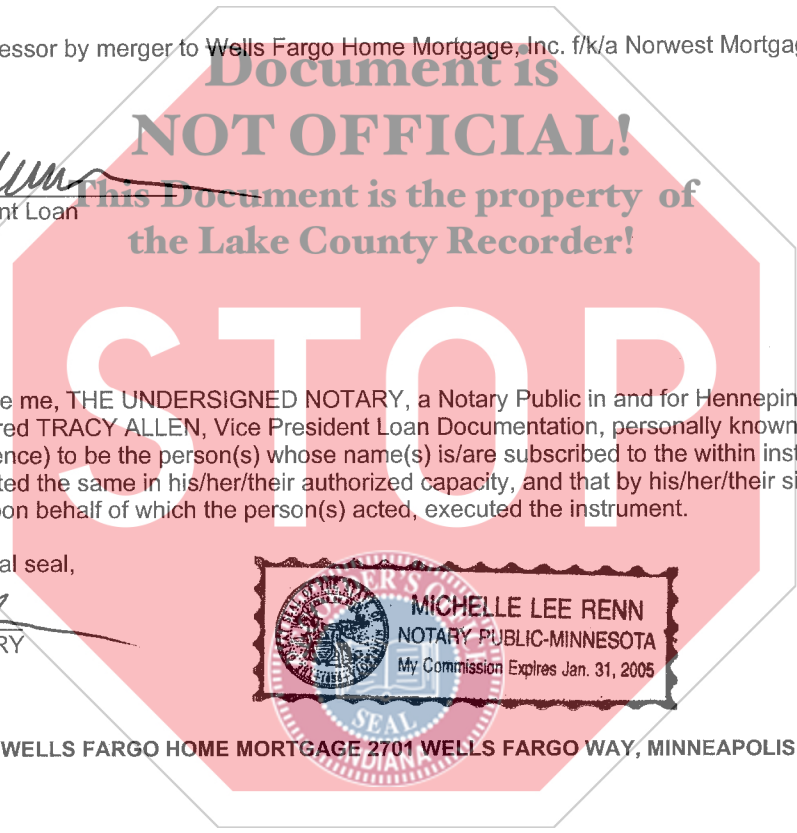 essor by merger to Wells Fargo Home Mortgage, Inc. f/k/a Norwest Mortgag
Document is
NOT OFFICIAL!
This Document is the property of
the Lake County Recorder!
nt Loan
STOP
e me, THE UNDERSIGNED NOTARY, a Notary Public in and for Hennepin
red TRACY ALLEN, Vice President Loan Documentation, personally known
ence) to be the person(s) whose name(s) is/are subscribed to the within inst
ted the same in his/her/their authorized capacity, and that by his/her/their si
pon behalf of which the person(s) acted, executed the instrument.
al seal,
RY
MICHELLE LEE RENN
NOTARY PUBLIC-MINNESOTA
My Commission Expires Jan. 31, 2005
SEAL
WELLS FARGO HOME MORTGAGE 2701 WELLS FARGO WAY, MINNEAPOLIS